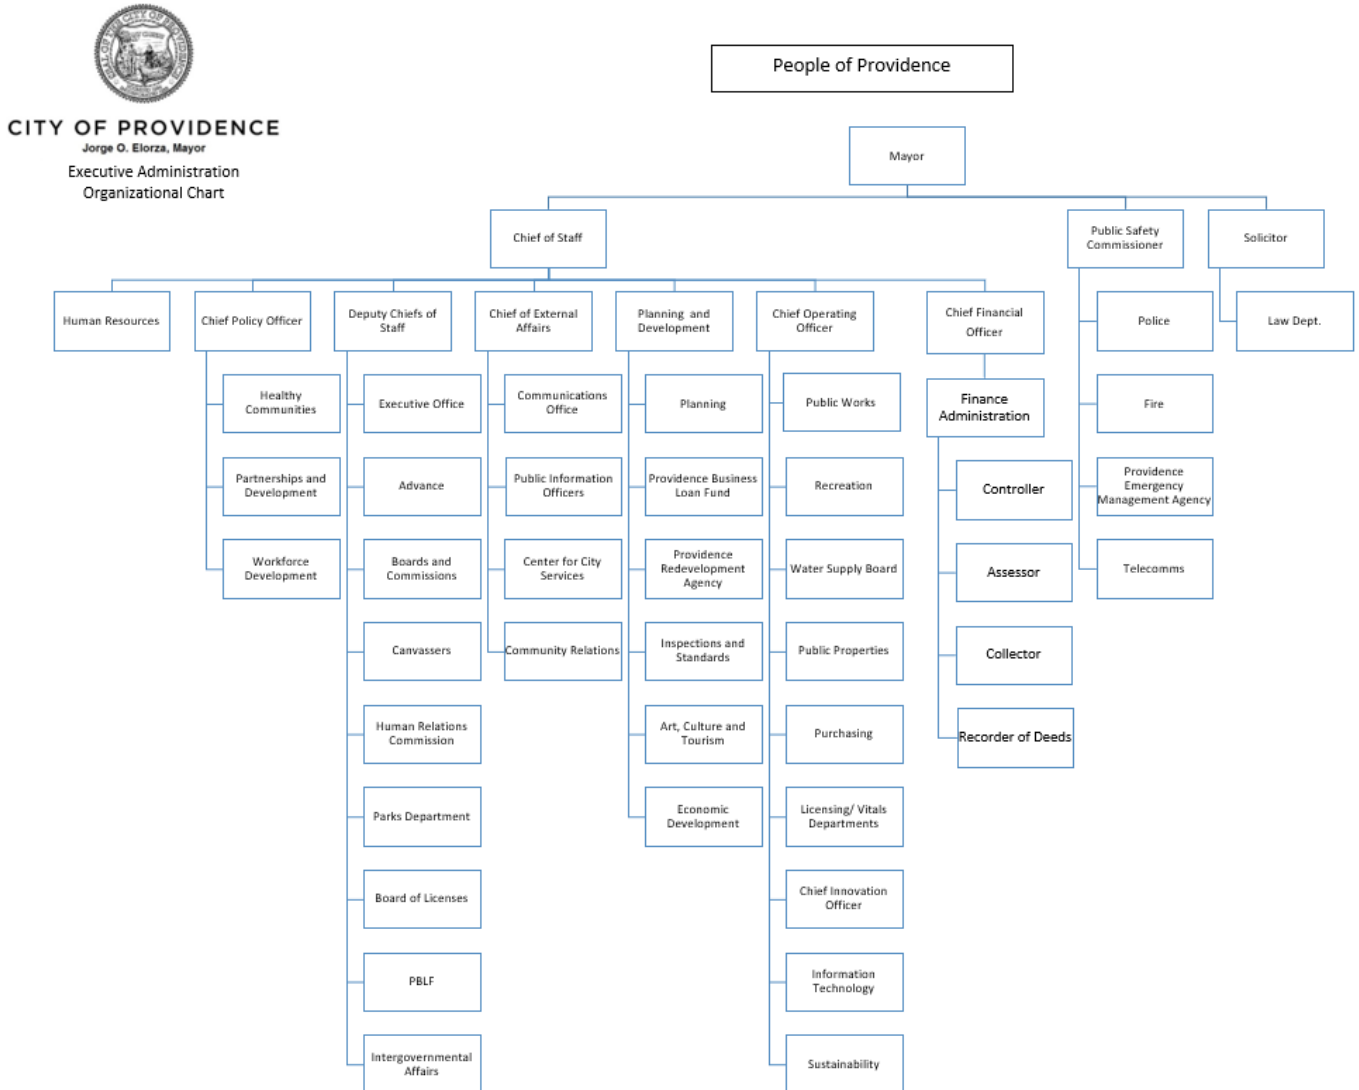 CITY OF PROVIDENCE
Jorge O. Elorza, Mayor
Executive Administration
Organizational Chart
People of Providence
Mayor
Chief of Staff
Public Safety
Commissioner
Solicitor
Human Resources
Chief Policy Officer
Deputy Chiefs of
Staff
Chief of External
Affairs
Planning and
Development
Chief Operating
Officer
Chief Financial
Officer
Police
Law Dept.
Healthy
Communities
Executive Office
Communications
Office
Planning
Public Works
Finance
Administration
Fire
Partnerships and
Development
Advance
Public Information
Officers
Providence Business
Loan Fund
Recreation
Controller
Providence
Emergency
Management Agency
Workforce
Development
Boards and
Commissions
Center for City
Services
Providence
Redevelopment
Agency
Water Supply Board
Assessor
Telecomms
Canvassers
Community Relations
Inspections and
Standards
Public Properties
Collector
Human Relations
Commission
Art, Culture and
Tourism
Purchasing
Recorder of Deeds
Parks Department
Economic
Development
Licensing/ Vitals
Departments
Board of Licenses
Chief Innovation
Officer
PBLF
Information
Technology
Intergovernmental
Affairs
Sustainability